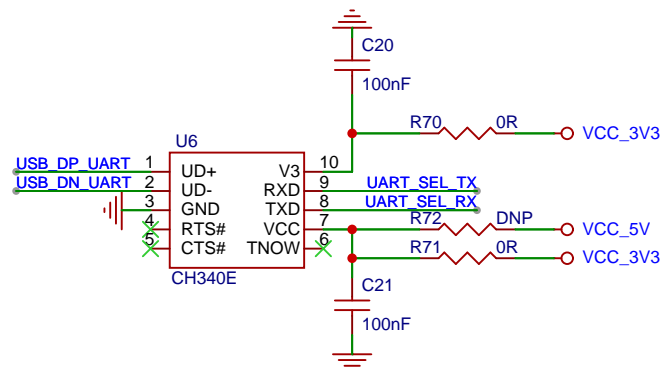 C20
100nF
R70 0R VCC_3V3
U6
USB_DP_UART 1 UD+ V3 10
USB_DN_UART 2 UD- RXD 9 UART_SEL_TX
3 GND TXD 8 UART_SEL_RX
4 RTS# VCC 7 R72 DNP VCC_5V
5 CTS# TNOW 6 R71 0R VCC_3V3
CH340E
C21
100nF